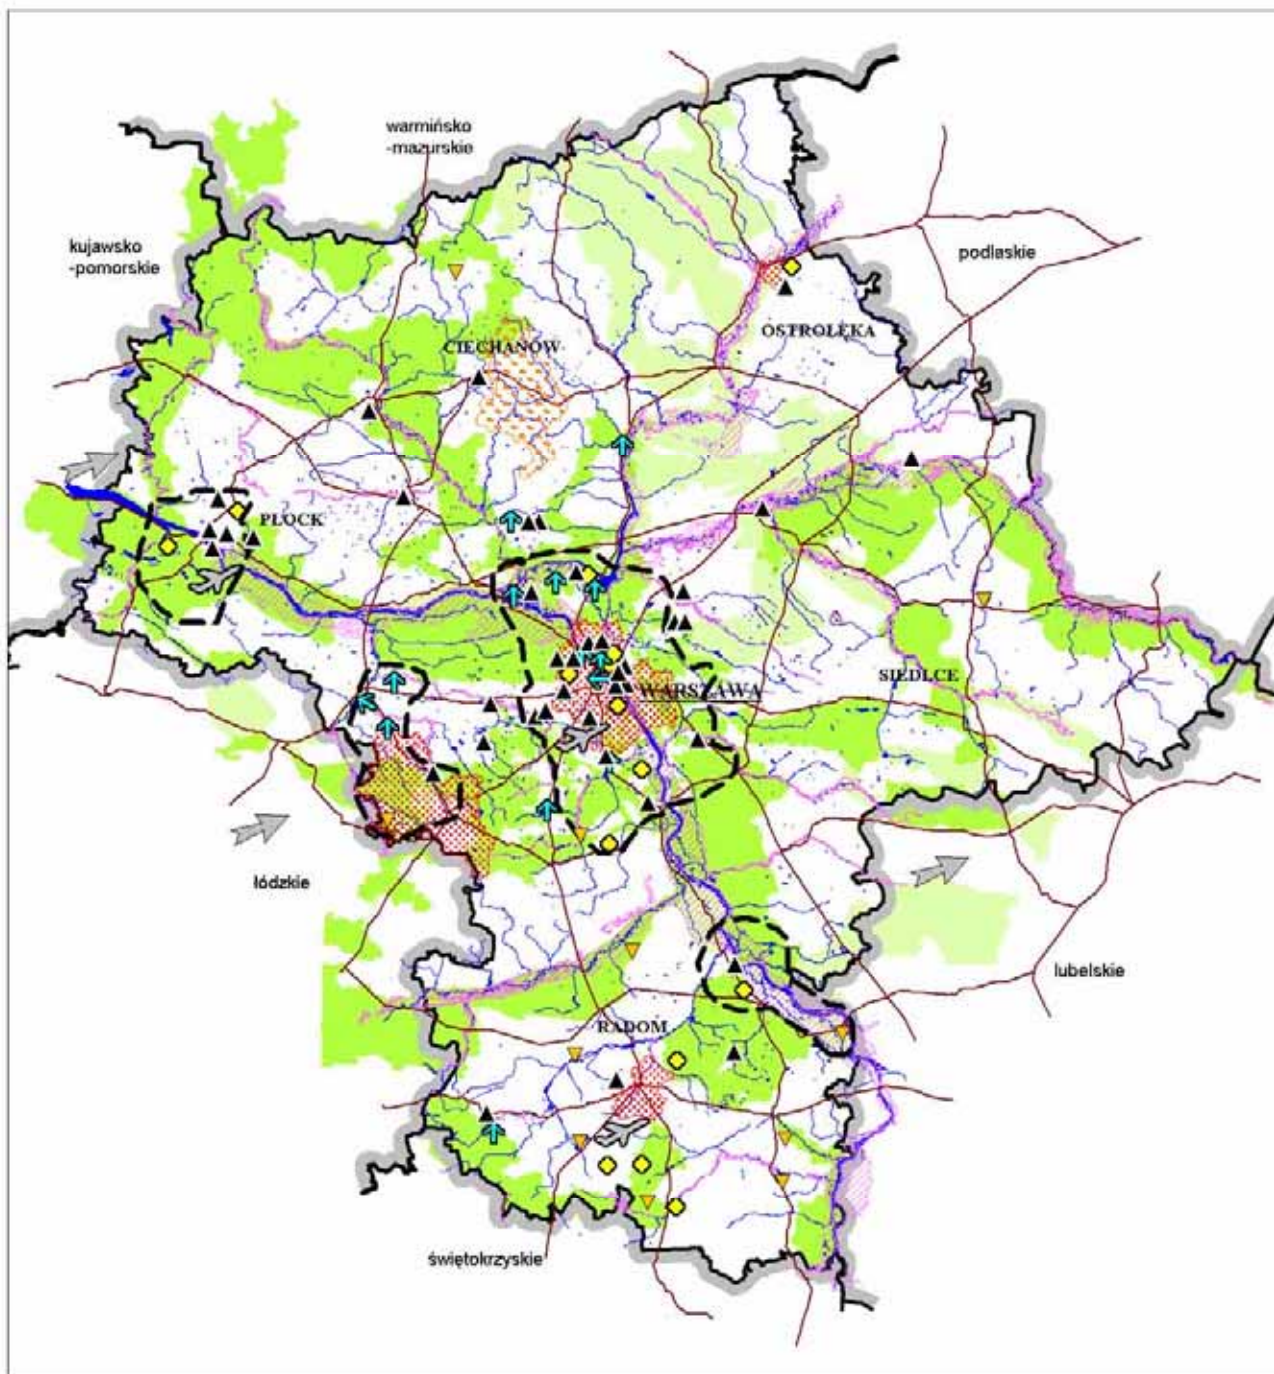 warmińsko
-mazurskie
kujawsko
-pomorskie
podlaskie
OSTROŁĘKA
CIECHANÓW
PŁOCK
SIEDLCE
WARSZAWA
łódzkie
lubelskie
RADOM
świętokrzyskie